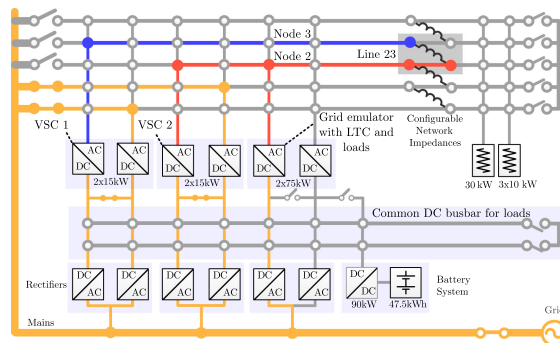 Node 3
Node 2
Line 23
VSC 1
VSC 2
Grid emulator
with LTC and
loads
Configurable
Network
Impedances
AC
DC
AC
DC
AC
DC
AC
DC
AC
DC
AC
DC
2x15kW
2x15kW
2x75kW
30 kW
3x10 kW
Common DC busbar for loads
Rectifiers
DC
AC
DC
AC
DC
AC
DC
AC
DC
AC
DC
AC
DC
DC
90kW
47.5kWh
Battery
System
Mains